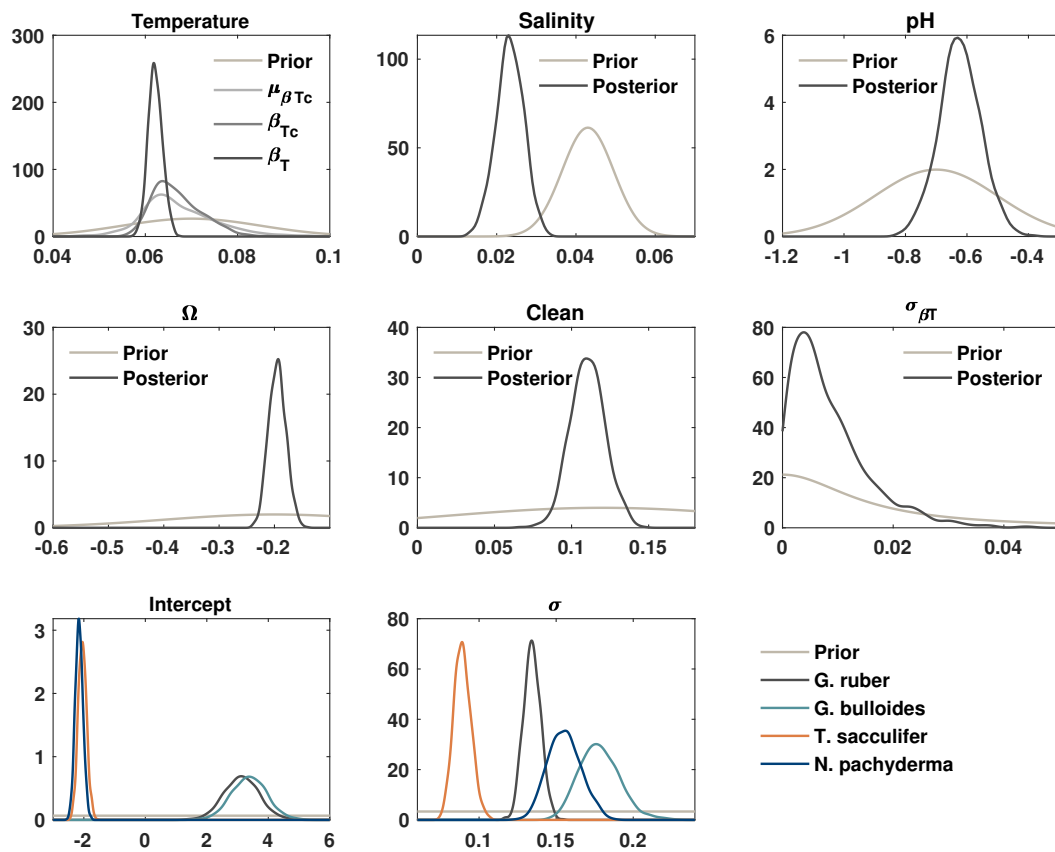 Temperature
300
200
100
0
0.04 0.06 0.08 0.1
Prior
μβTc
βTc
βT
Salinity
100
50
0
0 0.02 0.04 0.06
Prior
Posterior
pH
6
4
2
0
-1.2 -1 -0.8 -0.6 -0.4
Prior
Posterior
Ω
30
20
10
0
-0.6 -0.5 -0.4 -0.3 -0.2
Prior
Posterior
Clean
40
30
20
10
0
0 0.05 0.1 0.15
Prior
Posterior
σβT
80
60
40
20
0
0 0.02 0.04
Prior
Posterior
Intercept
3
2
1
0
-2 0 2 4 6
σ
80
60
40
20
0
0.1 0.15 0.2
Prior
G. ruber
G. bulloides
T. sacculifer
N. pachyderma